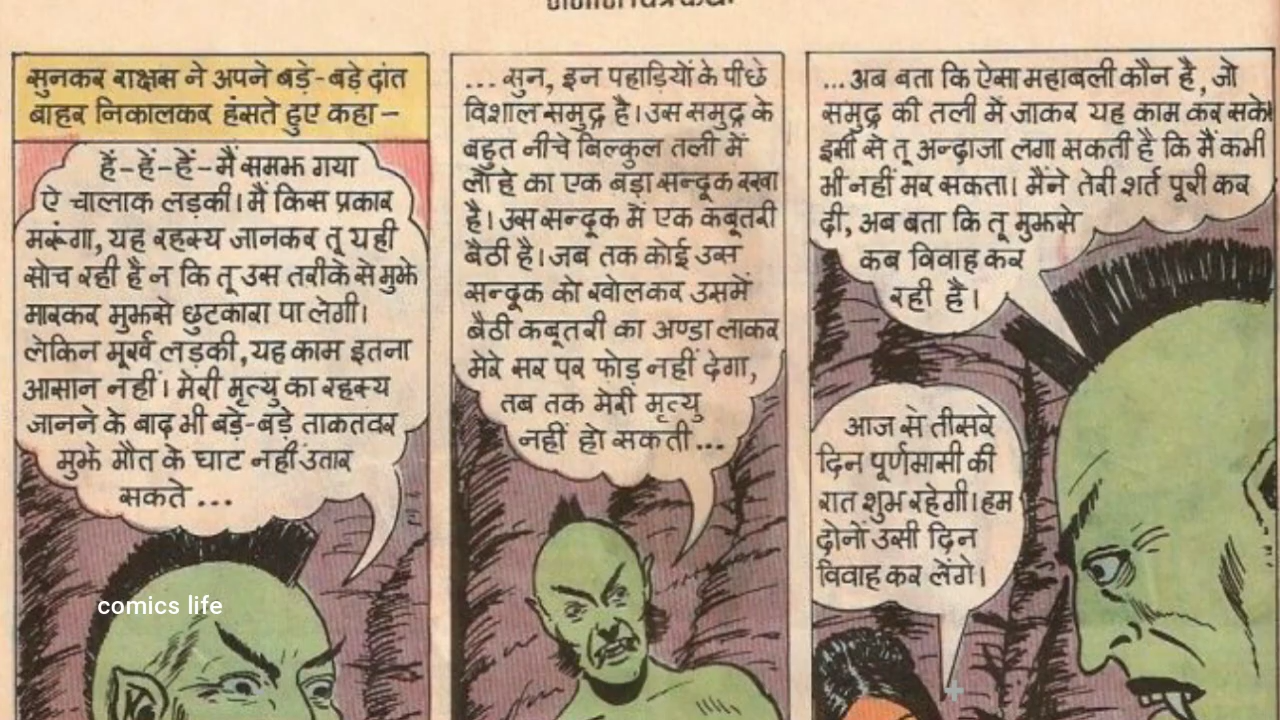 सुनकर राक्षस ने अपने बड़े-बड़े दांत
बाहर निकालकर हंसते हुए कहा-
हें-हें-हें-मैं समझ गया
ऐ चालाक लड़की। मैं किस प्रकार
मरूंगा, यह रहस्य जानकर तू यही
सोच रही है न कि तू उस तरीके से मुझे
मारकर मुझसे छुटकारा पा लेगी।
लेकिन मूर्ख लड़की, यह काम इतना
आसान नहीं। मेरी मृत्यु का रहस्य
जानने के बाद भी बड़े-बड़े ताकतवर
मुझे मौत के घाट नहीं उतार
सकते ...
comics life
... सुन, इन पहाड़ियों के पीछे
विशाल समुद्र है। उस समुद्र के
बहुत नीचे बिल्कुल तली में
लोहे का एक बड़ा सन्दूक रखा
है। उस सन्दूक में एक कबूतरी
बैठी है। जब तक कोई उस
सन्दूक को खोलकर उसमें
बैठी कबूतरी का अण्डा लाकर
मेरे सर पर फोड़ नहीं देगा,
तब तक मेरी मृत्यु
नहीं हो सकती...
...अब बता कि ऐसा महाबली कौन है, जो
समुद्र की तली में जाकर यह काम कर सके।
इसी से तू अन्दाजा लगा सकती है कि मैं कभी
भी नहीं मर सकता। मैंने तेरी शर्त पूरी कर
दी, अब बता कि तू मुझसे
कब विवाह कर
रही है।
आज से तीसरे
दिन पूर्णमासी की
रात शुभ रहेगी। हम
दोनों उसी दिन
विवाह कर लेंगे।